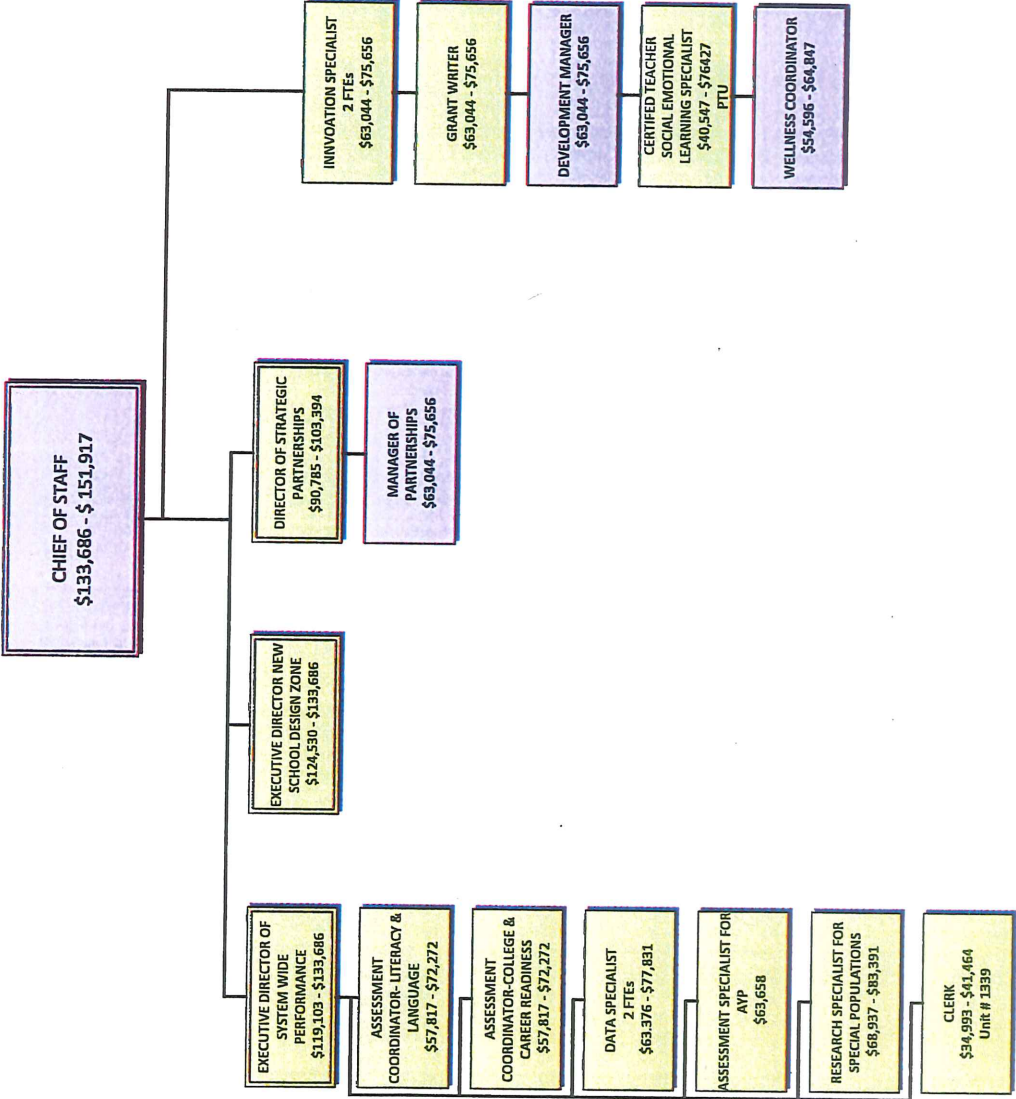 CHIEF OF STAFF
$133,686 - $ 151,917
EXECUTIVE DIRECTOR OF
SYSTEM WIDE
PERFORMANCE
$119,103 - $133,686
ASSESSMENT
COORDINATOR- LITERACY &
LANGUAGE
$57,817 - $72,272
ASSESSMENT
COORDINATOR-COLLEGE &
CAREER READINESS
$57,817 - $72,272
DATA SPECIALIST
2 FTEs
$63.376 - $77,831
ASSESSMENT SPECIALIST FOR
AYP
$63,658
RESEARCH SPECIALIST FOR
SPECIAL POPULATIONS
$68,937 - $83,391
CLERK
$34,993 - $41,464
Unit # 1339
EXECUTIVE DIRECTOR NEW
SCHOOL DESIGN ZONE
$124,530 - $133,686
DIRECTOR OF STRATEGIC
PARTNERSHIPS
$90,785 - $103,394
MANAGER OF
PARTNERSHIPS
$63,044 - $75,656
INNVOATION SPECIALIST
2 FTEs
$63,044 - $75,656
GRANT WRITER
$63,044 - $75,656
DEVELOPMENT MANAGER
$63,044 - $75,656
CERTIFED TEACHER
SOCIAL EMOTIONAL
LEARNING SPECIALIST
$40,547 - $76427
PTU
WELLNESS COORDINATOR
$54,596 - $64,847